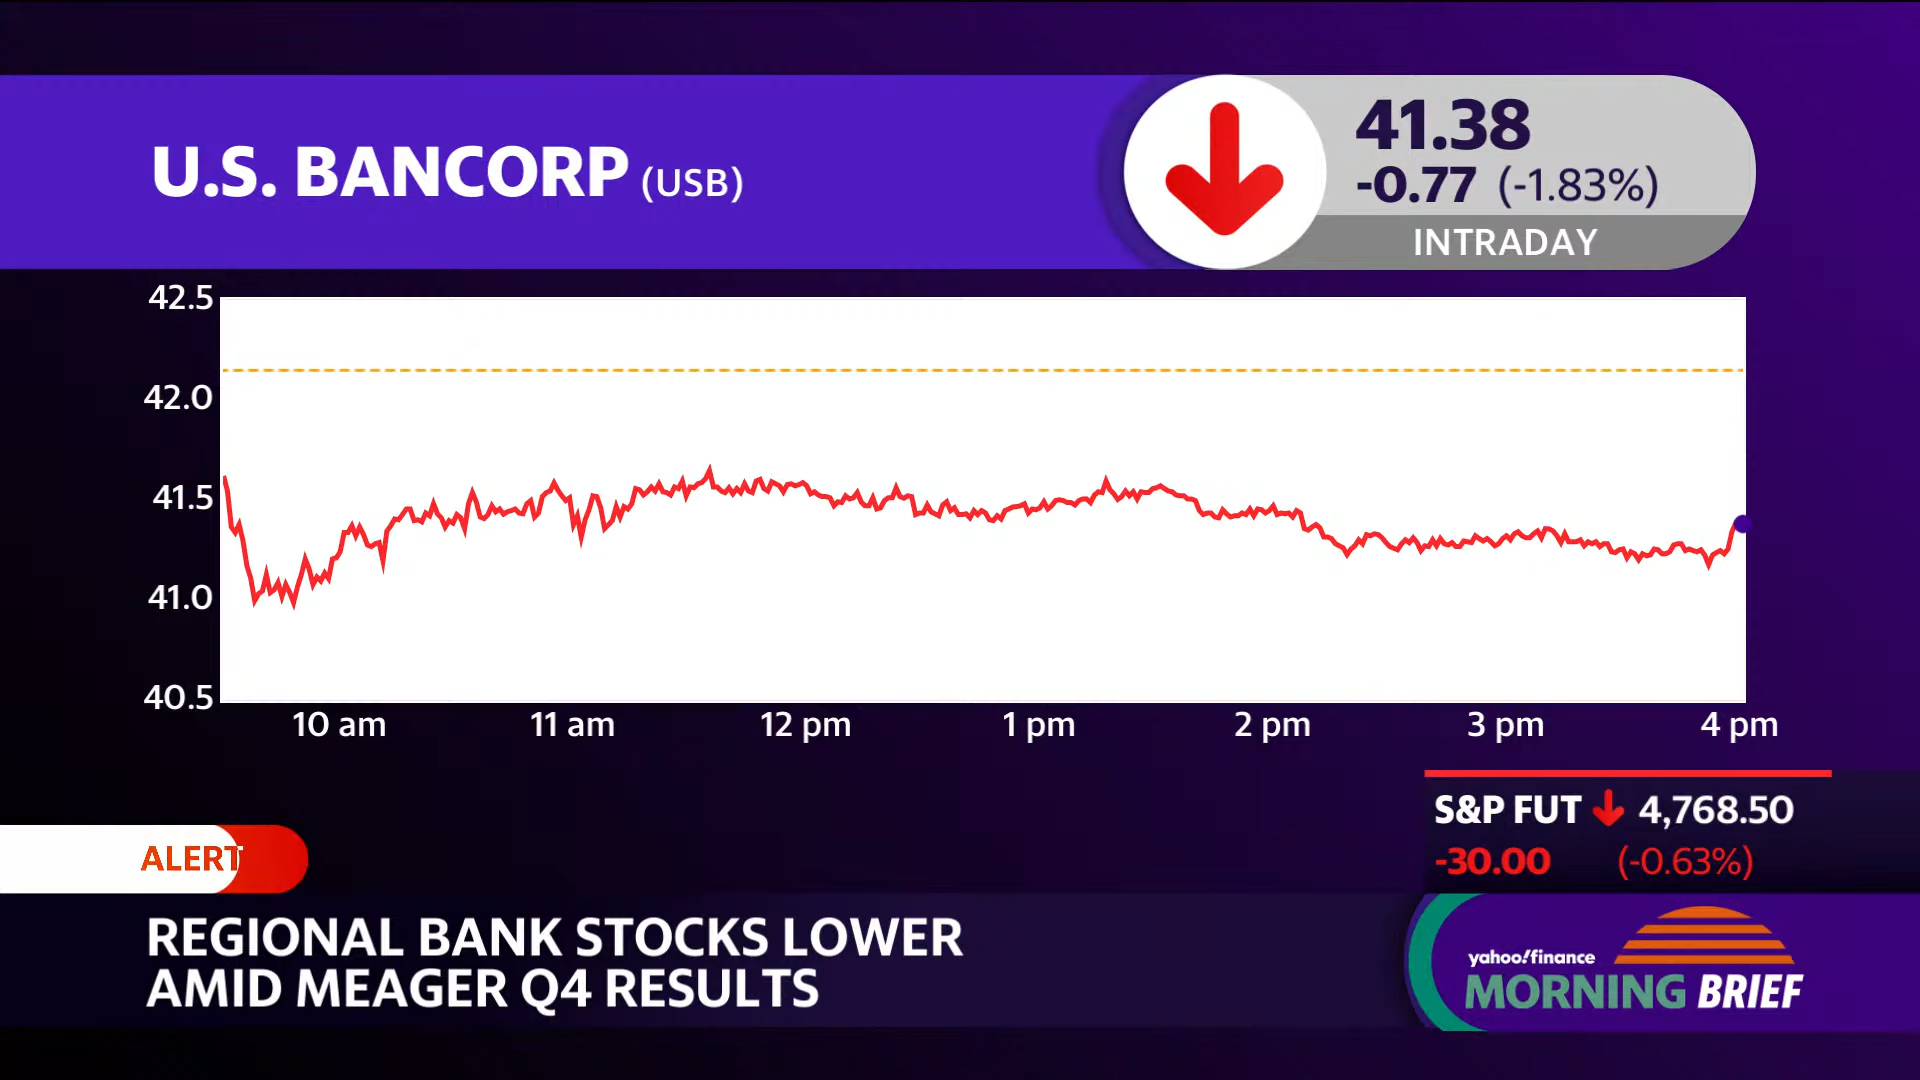 U.S. BANCORP (USB)
41.38
-0.77 (-1.83%)
INTRADAY
42.5
42.0
41.5
41.0
40.5
10 am 11 am 12 pm 1 pm 2 pm 3 pm 4 pm
S&P FUT 4,768.50
-30.00 (-0.63%)
ALERT
REGIONAL BANK STOCKS LOWER
AMID MEAGER Q4 RESULTS
yahoo!finance
MORNING BRIEF